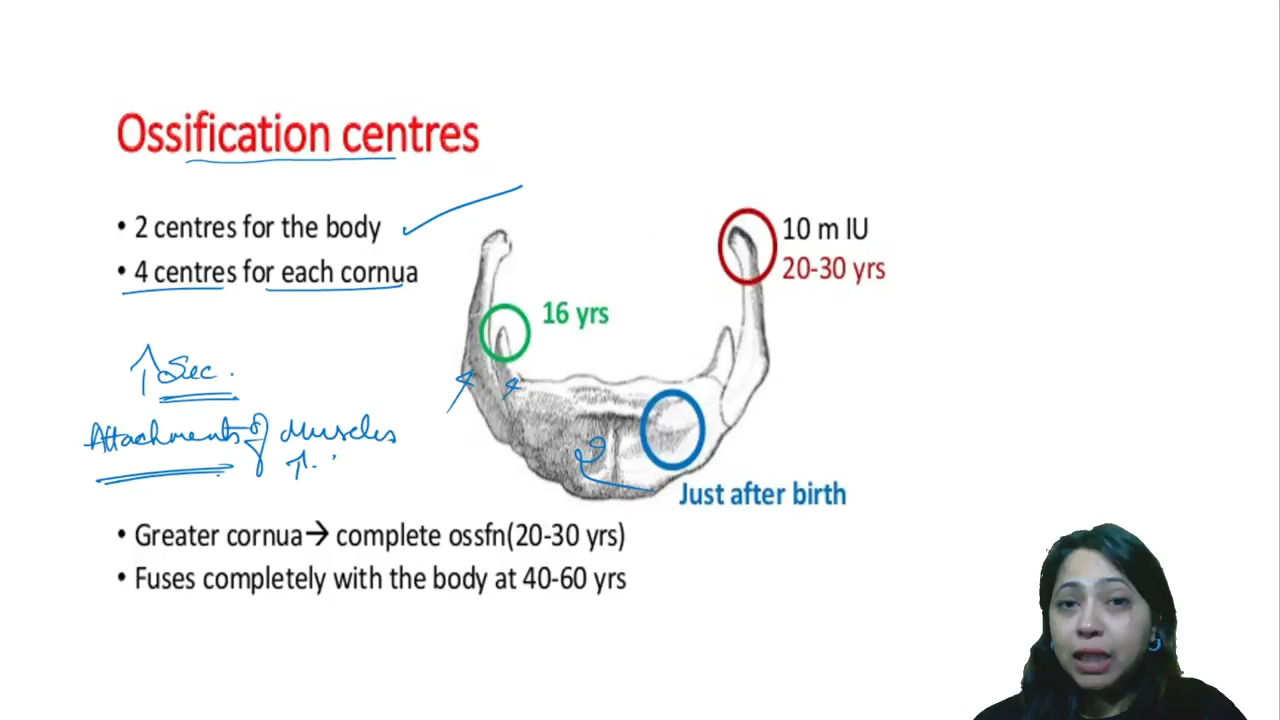 Ossification centres
• 2 centres for the body
• 4 centres for each cornua
10 m IU
20-30 yrs
16 yrs
↑ Sec.
Attachments of Muscles
Just after birth
• Greater cornua→ complete ossfn(20-30 yrs)
• Fuses completely with the body at 40-60 yrs